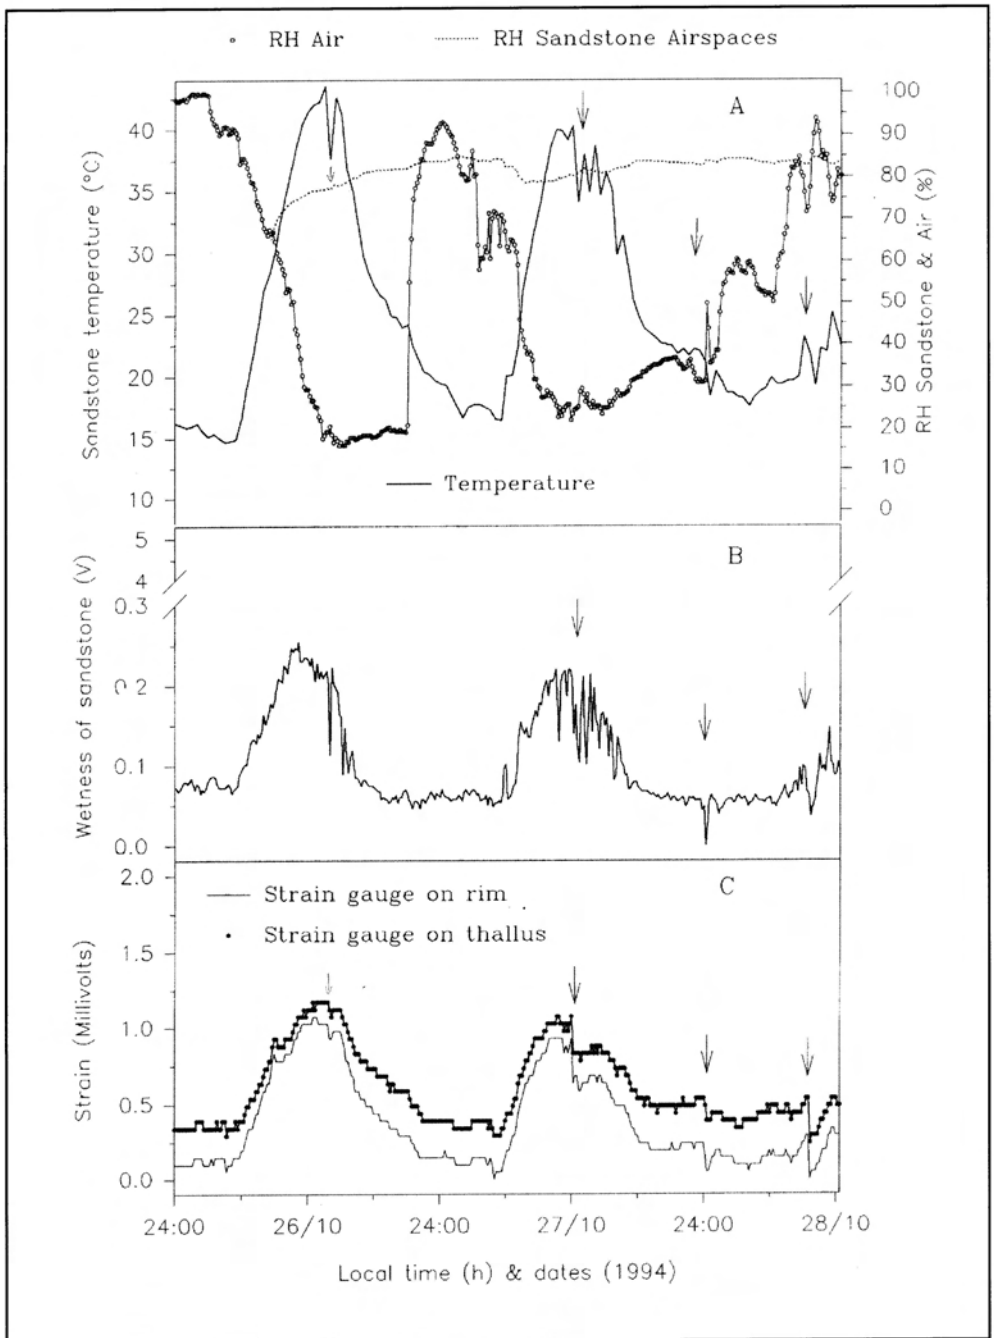 RH Air RH Sandstone Airspaces
A
Sandstone temperature (°C)
40
35
30
25
20
15
10
100
90
80
70
60
50
40
30
20
10
0
RH Sandstone & Air (%)
Temperature
B
Wetness of sandstone (V)
5
4
0.3
0.2
0.1
0.0
C
Strain gauge on rim
Strain gauge on thallus
Strain (Millivolts)
2.0
1.5
1.0
0.5
0.0
24:00 26/10 24:00 27/10 24:00 28/10
Local time (h) & dates (1994)